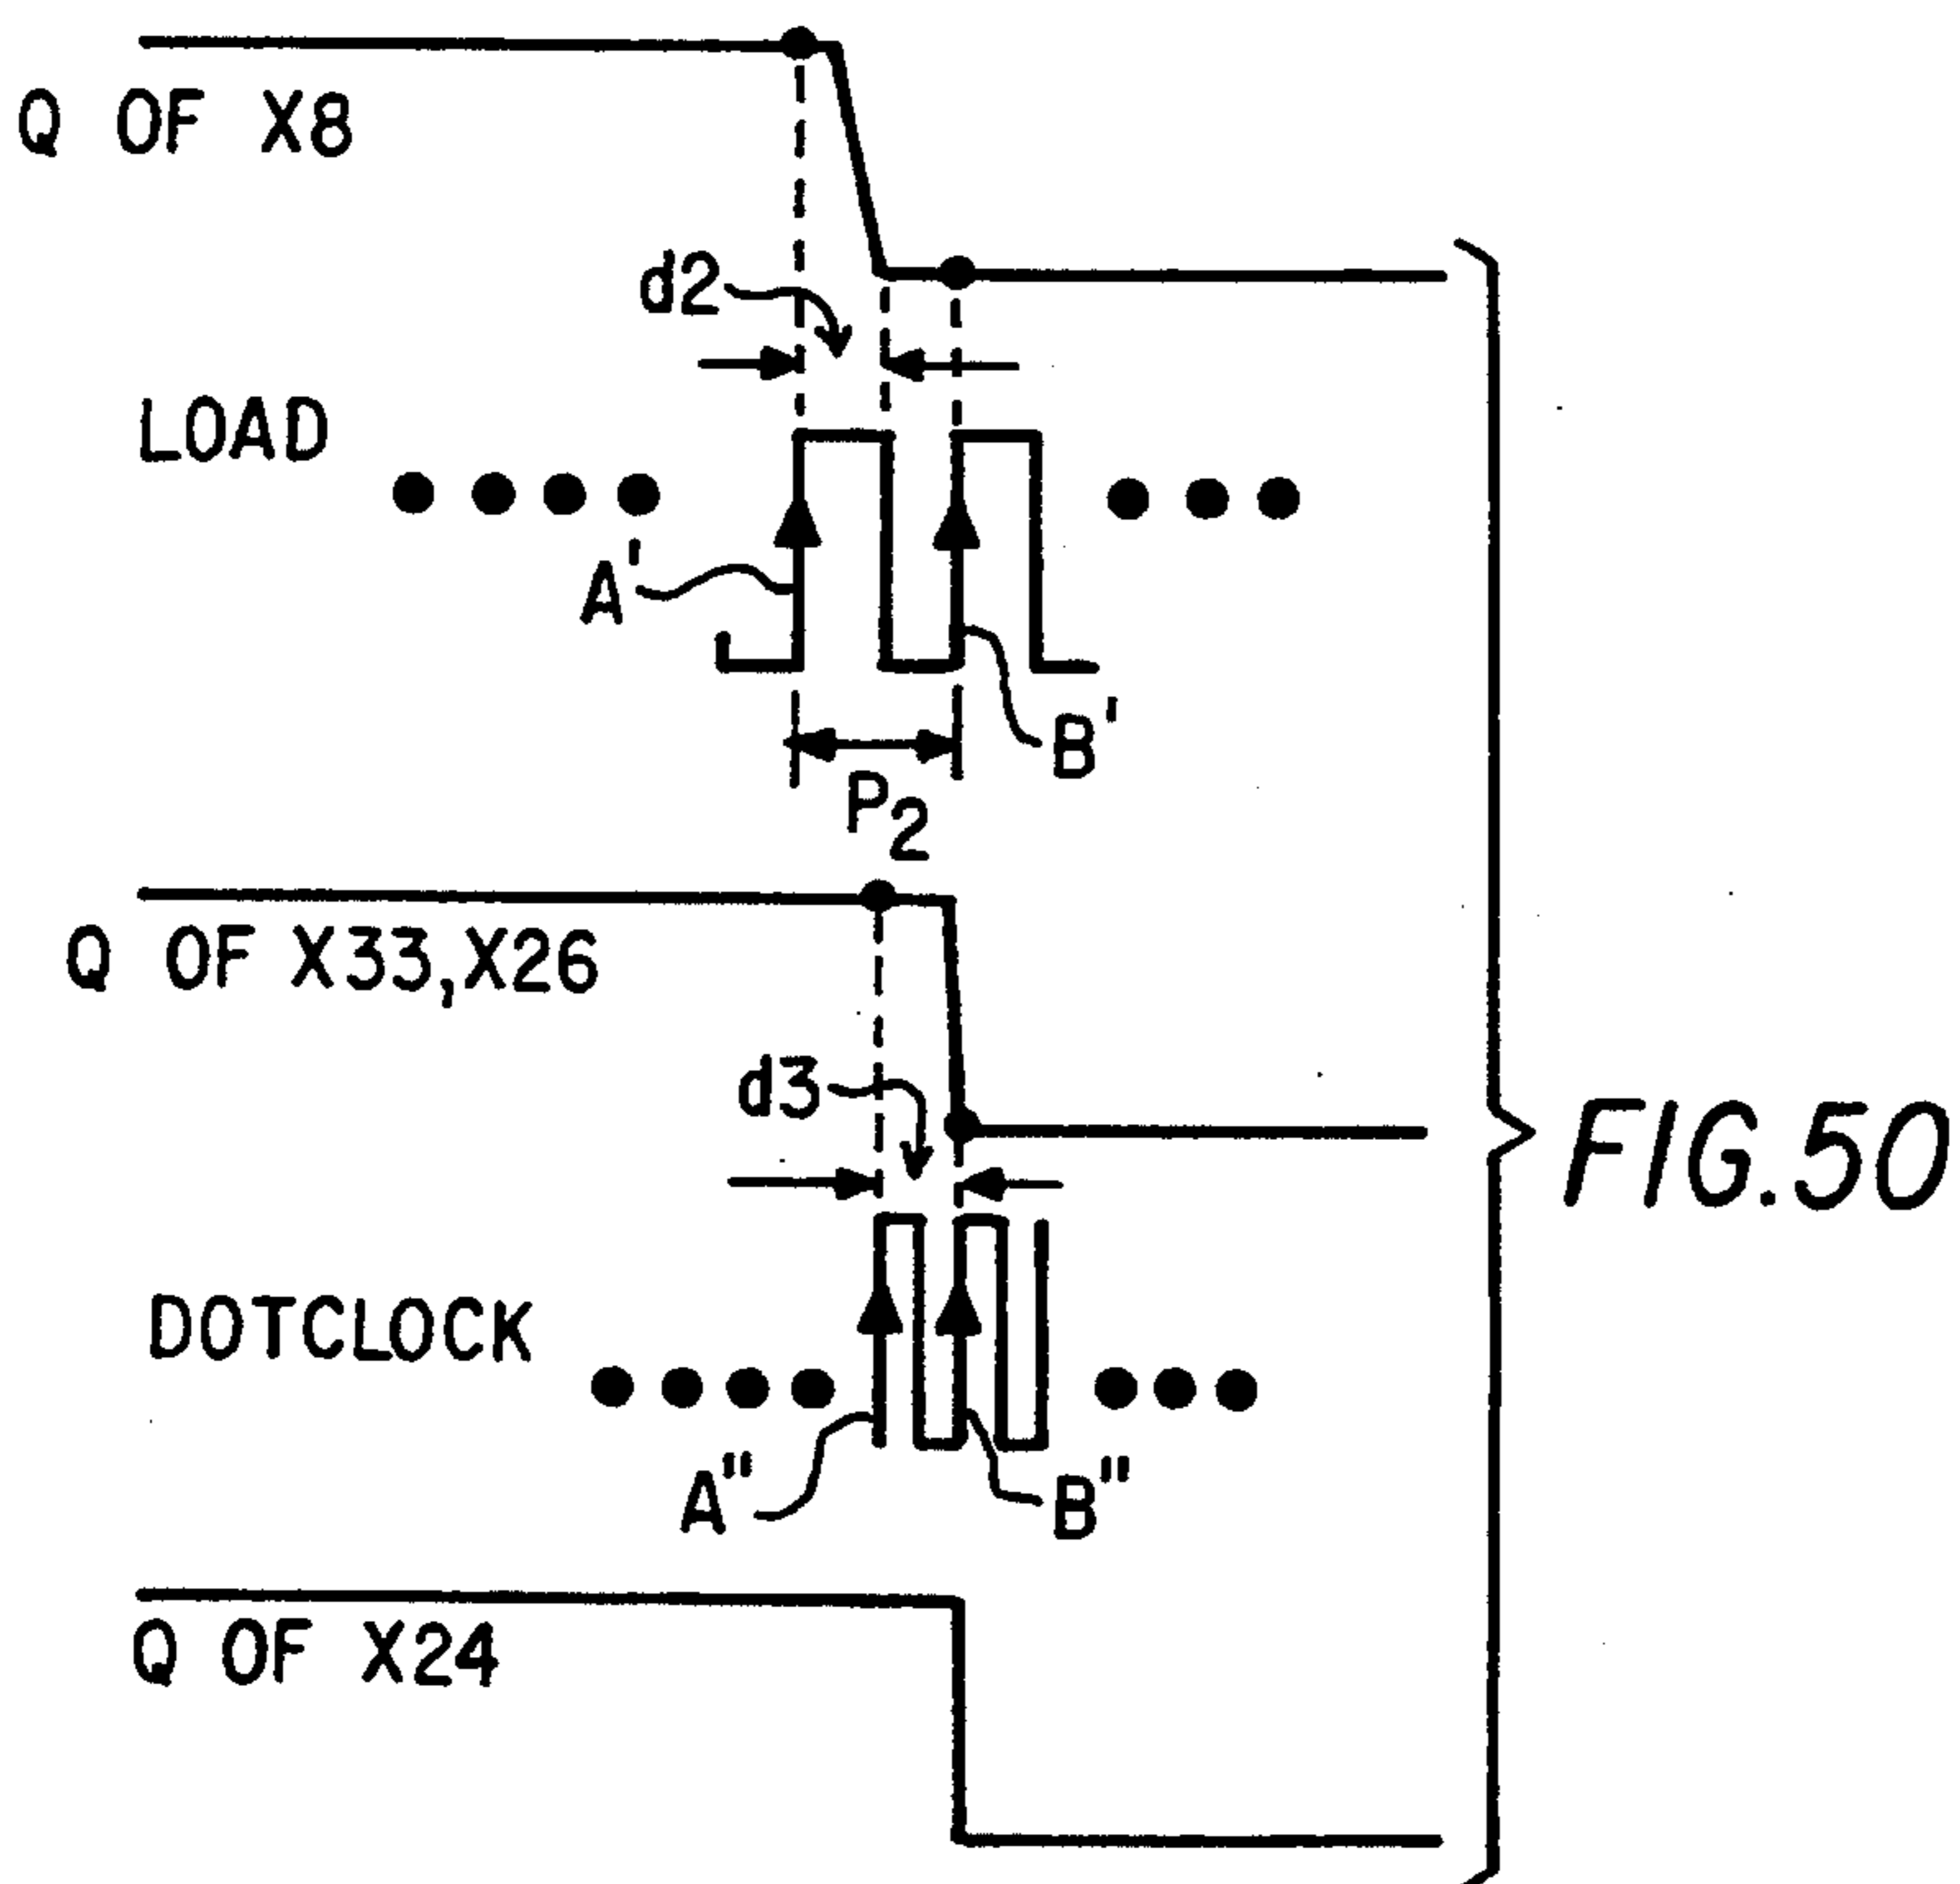 Q OF X8
d2
LOAD
A'
B'
P2
Q OF X33,X26
d3
FIG.50
DOTCLOCK
A"
B"
Q OF X24